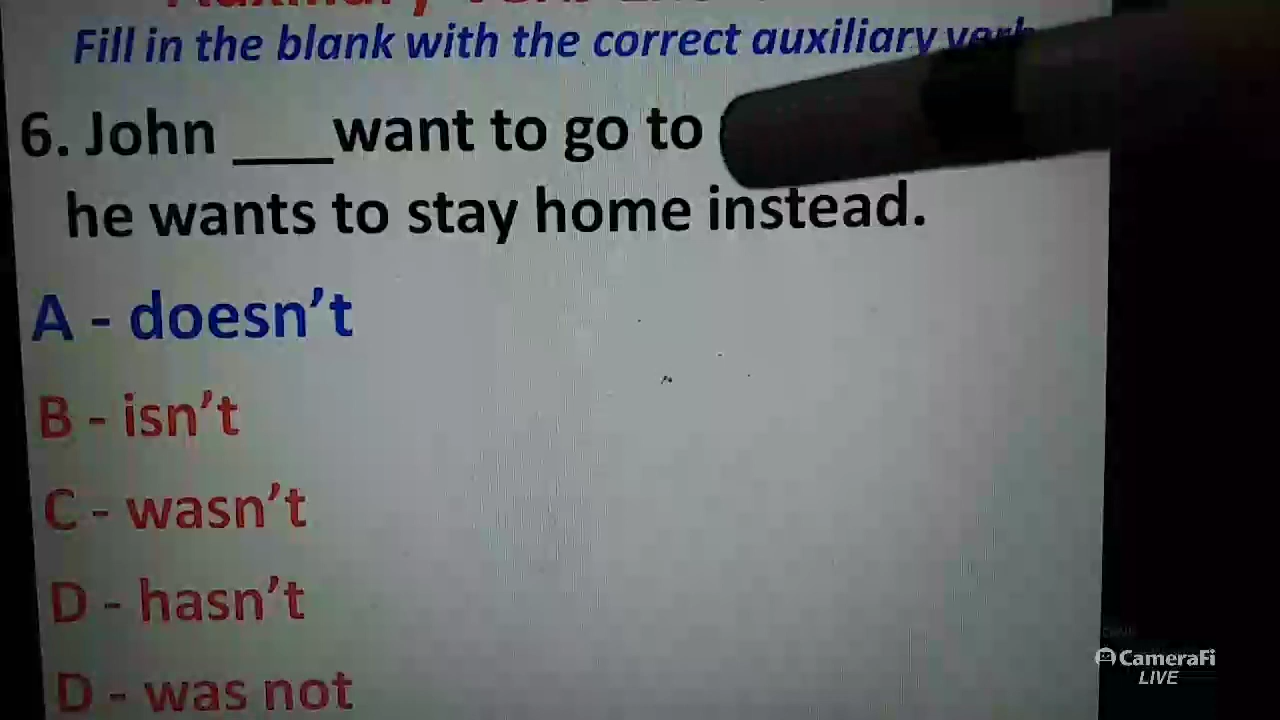 Fill in the blank with the correct auxiliary verb
6. John ___want to go to
he wants to stay home instead.
A - doesn't
B - isn't
C - wasn't
D - hasn't
D - was not
CameraFi
LIVE